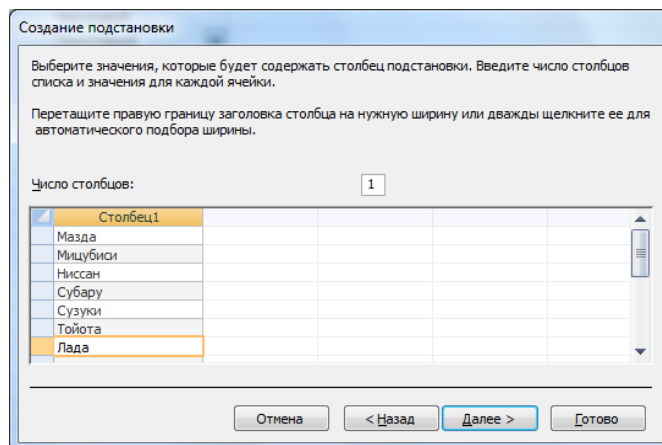 Создание подстановки
Выберите значения, которые будет содержать столбец подстановки. Введите число столбцов
списка и значения для каждой ячейки.
Перетащите правую границу заголовка столбца на нужную ширину или дважды щелкните ее для
автоматического подбора ширины.
Число столбцов: 1
Столбец1
Мазда
Мицубиси
Ниссан
Субару
Сузуки
Тойота
Лада
Отмена < Назад Далее > Готово